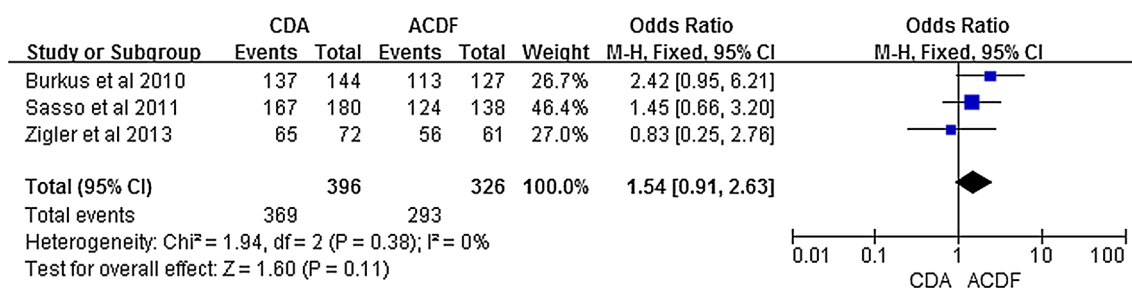 CDA ACDF Odds Ratio Odds Ratio
Study or Subgroup Events Total Events Total Weight M-H, Fixed, 95% CI M-H, Fixed, 95% CI
Burkus et al 2010 137 144 113 127 26.7% 2.42 [0.95, 6.21]
Sasso et al 2011 167 180 124 138 46.4% 1.45 [0.66, 3.20]
Zigler et al 2013 65 72 56 61 27.0% 0.83 [0.25, 2.76]
Total (95% CI) 396 326 100.0% 1.54 [0.91, 2.63]
Total events 369 293
Heterogeneity: Chi² = 1.94, df = 2 (P = 0.38); I² = 0%
Test for overall effect: Z = 1.60 (P = 0.11)
0.01 0.1 1 10 100
CDA ACDF